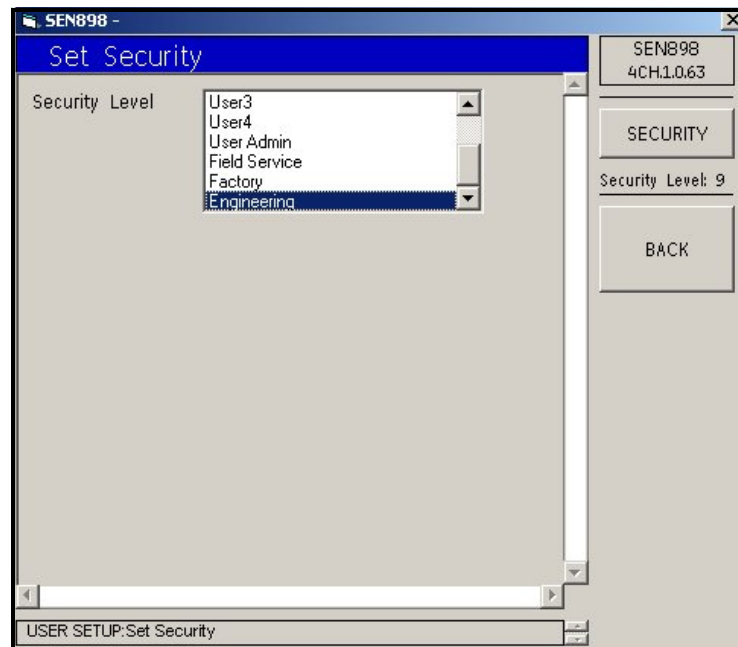 SEN898 -
Set Security
Security Level
User3
User4
User Admin
Field Service
Factory
Engineering
SEN898
4CH.1.0.63
SECURITY
Security Level: 9
BACK
USER SETUP:Set Security